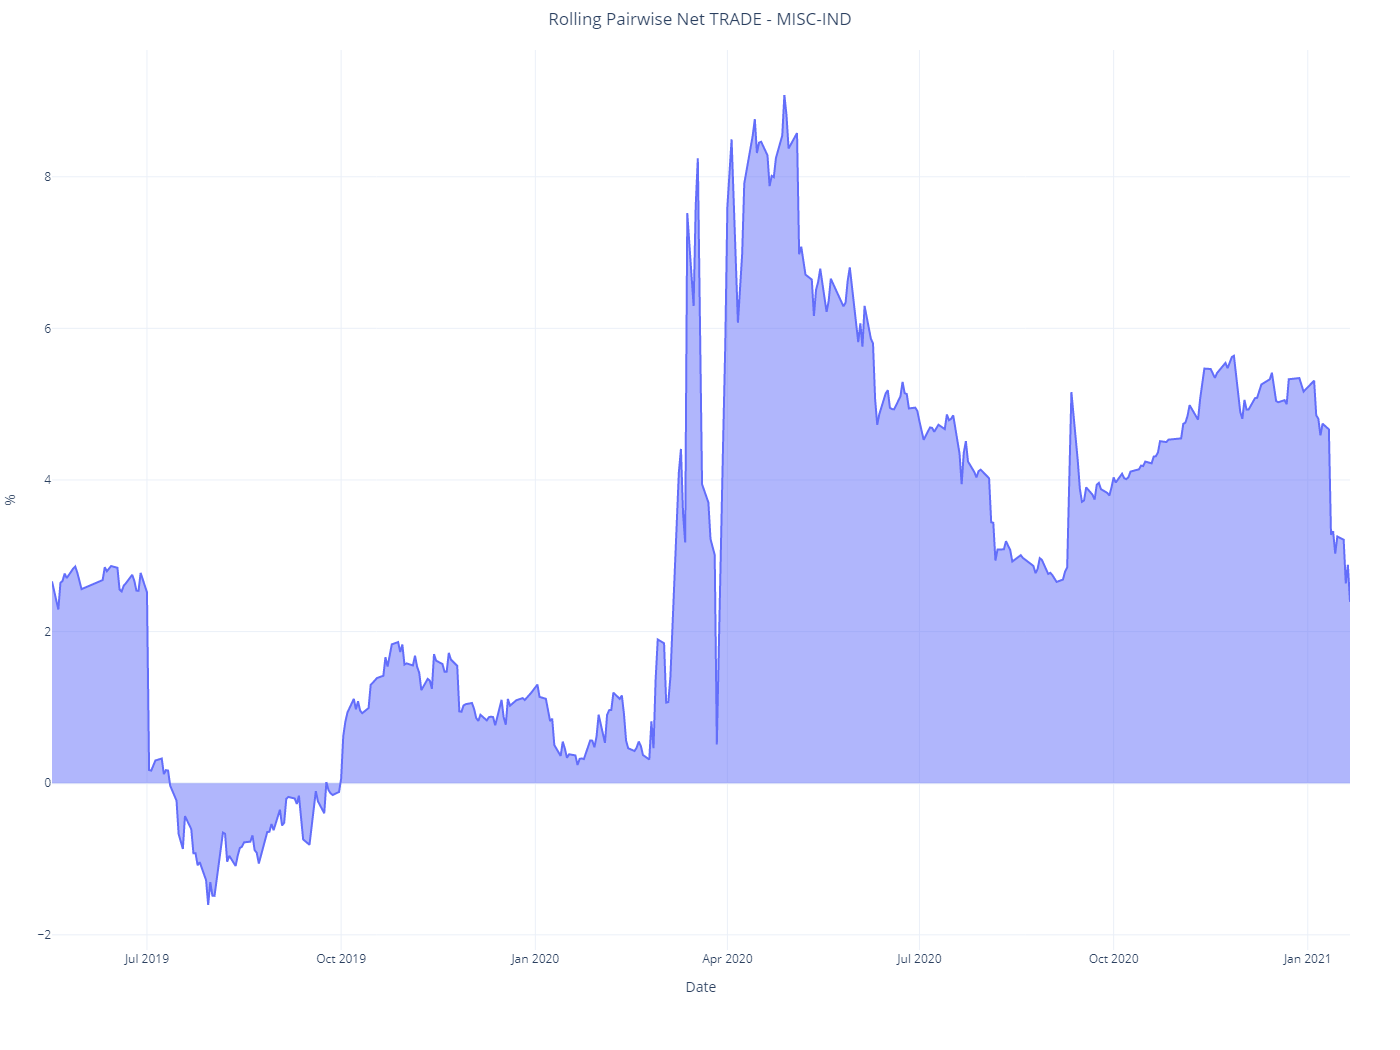 Rolling Pairwise Net TRADE - MISC-IND
8
6
4
2
0
−2
%
Jul 2019
Oct 2019
Jan 2020
Apr 2020
Jul 2020
Oct 2020
Jan 2021
Date